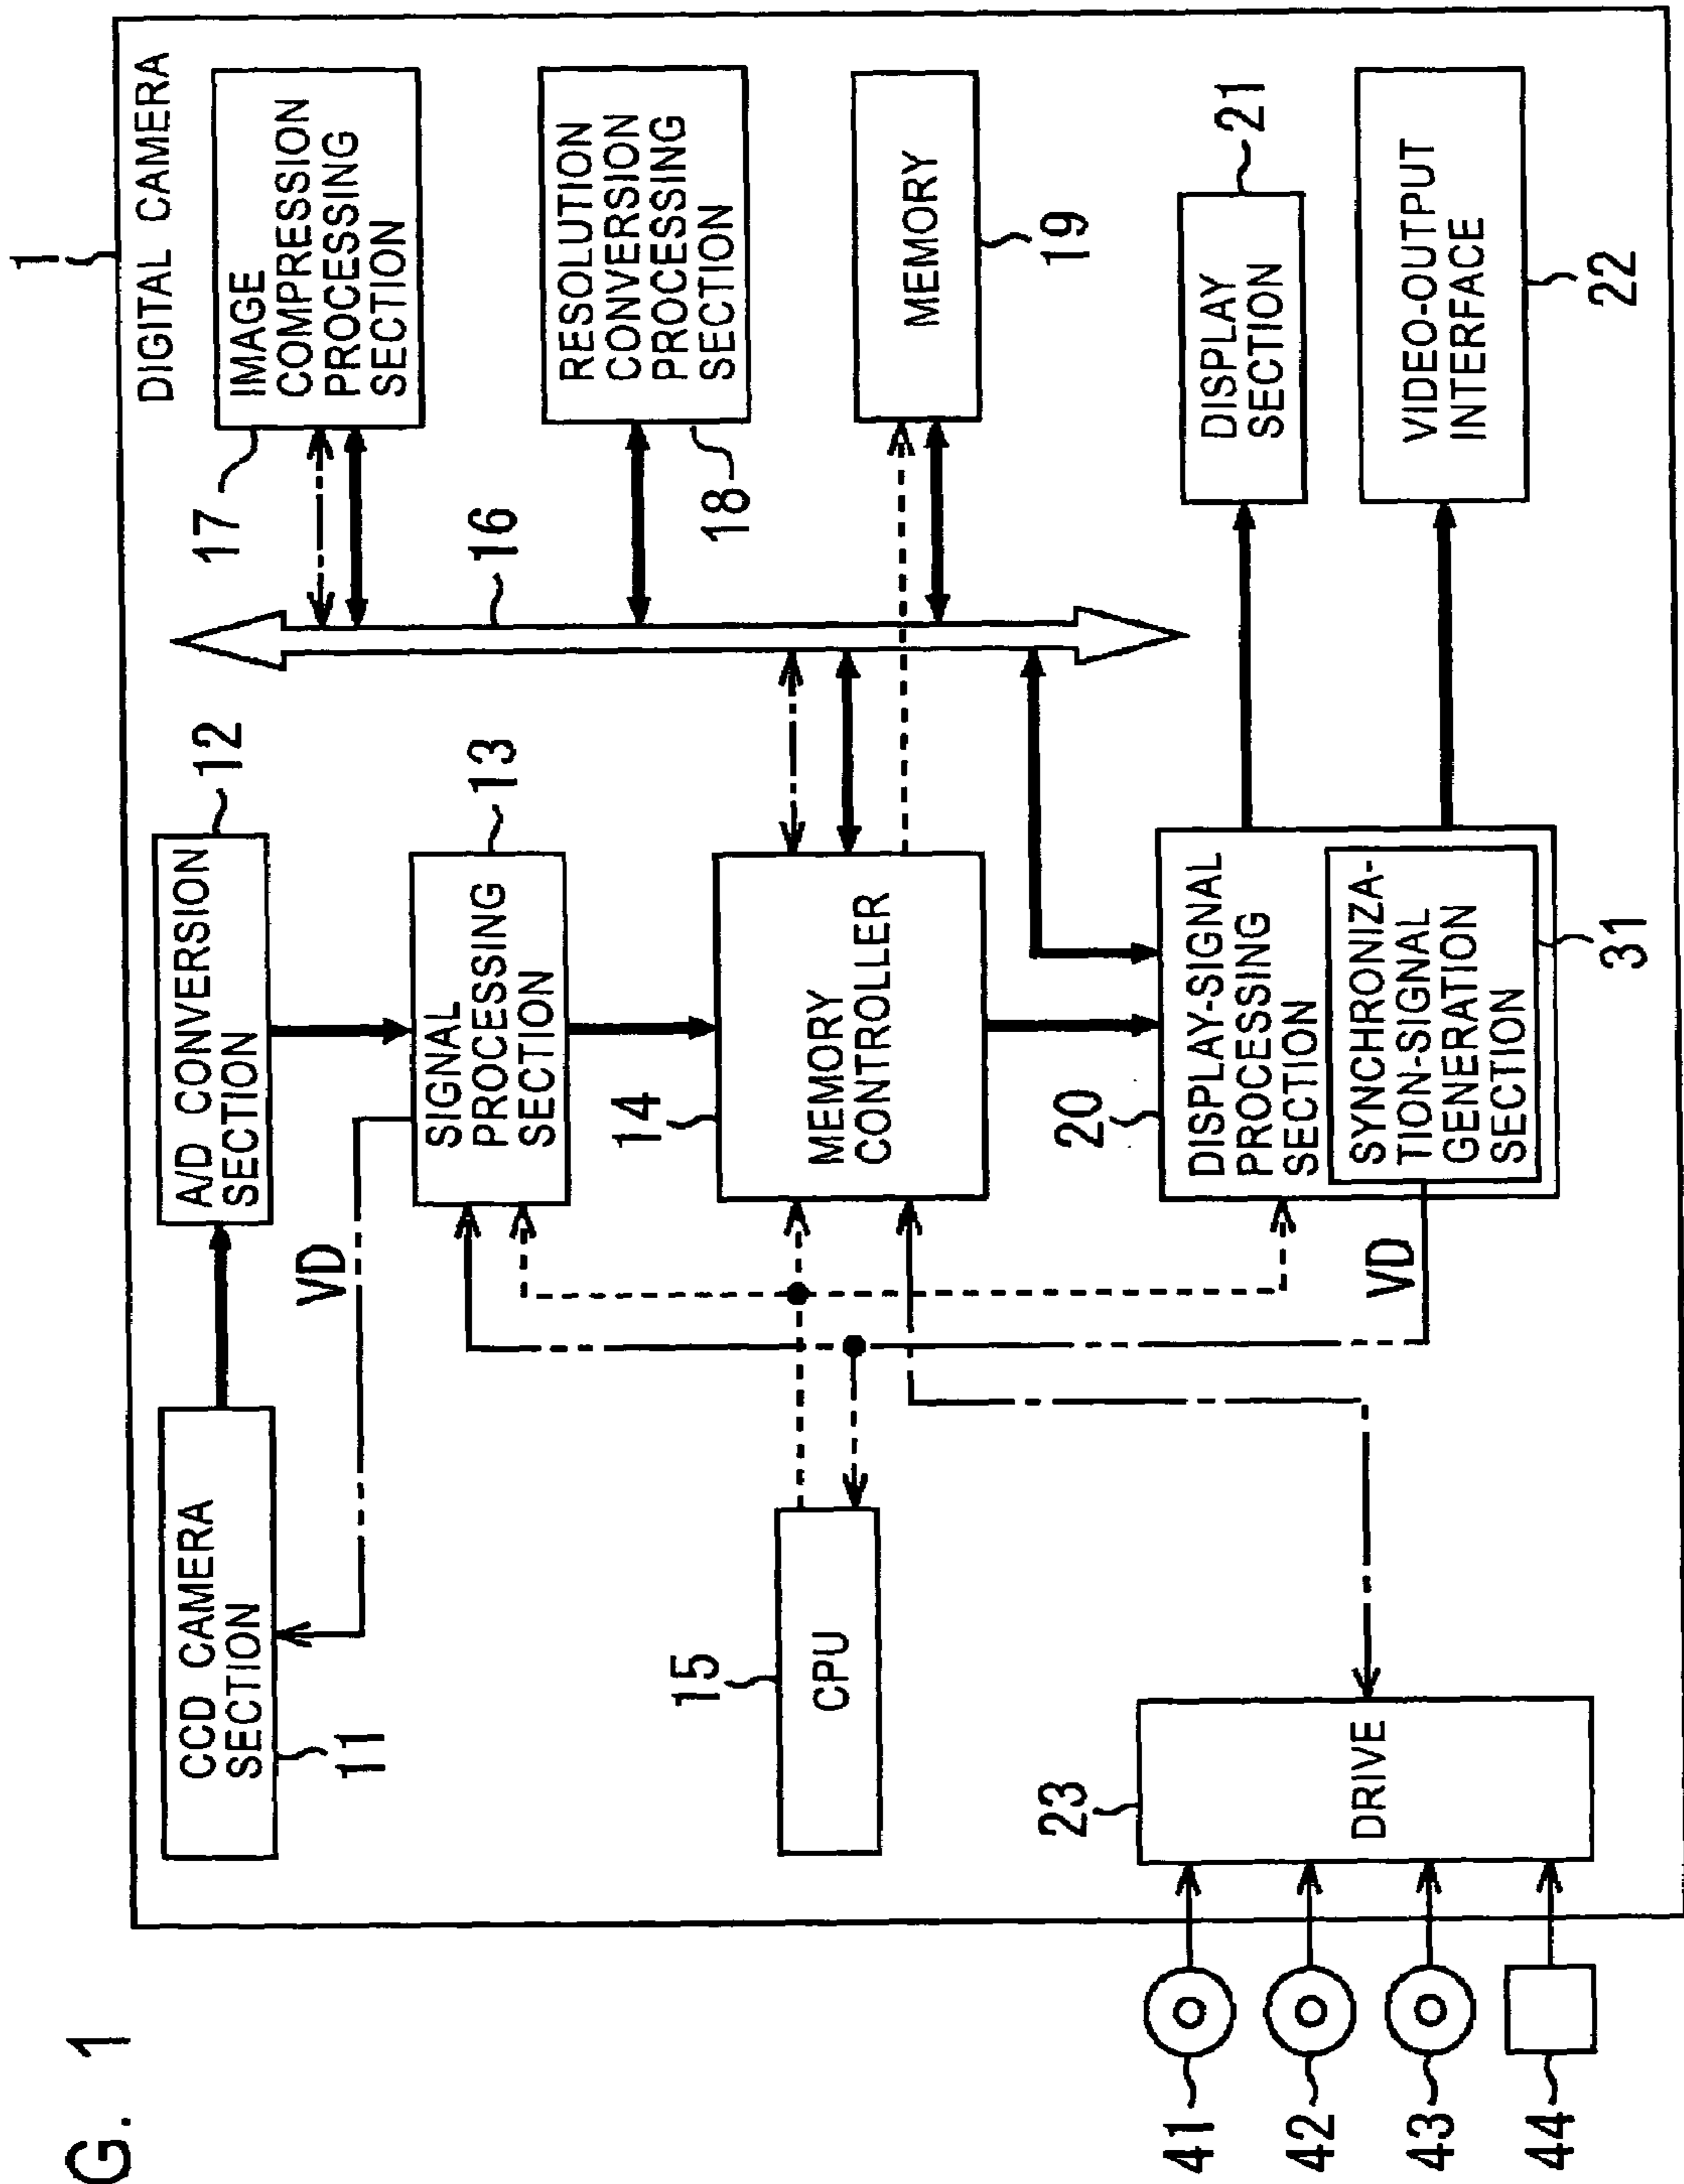 G. 1
1
DIGITAL CAMERA
11
CCD CAMERA
SECTION
A/D CONVERSION
SECTION
12
17
IMAGE
COMPRESSION
PROCESSING
SECTION
VD
13
SIGNAL
PROCESSING
SECTION
16
18
RESOLUTION
CONVERSION
PROCESSING
SECTION
15
CPU
14
MEMORY
CONTROLLER
MEMORY
19
23
DRIVE
VD
20
DISPLAY-SIGNAL
PROCESSING
SECTION
SYNCHRONIZA-
TION-SIGNAL
GENERATION
SECTION
31
DISPLAY
SECTION
21
VIDEO-OUTPUT
INTERFACE
22
41
42
43
44